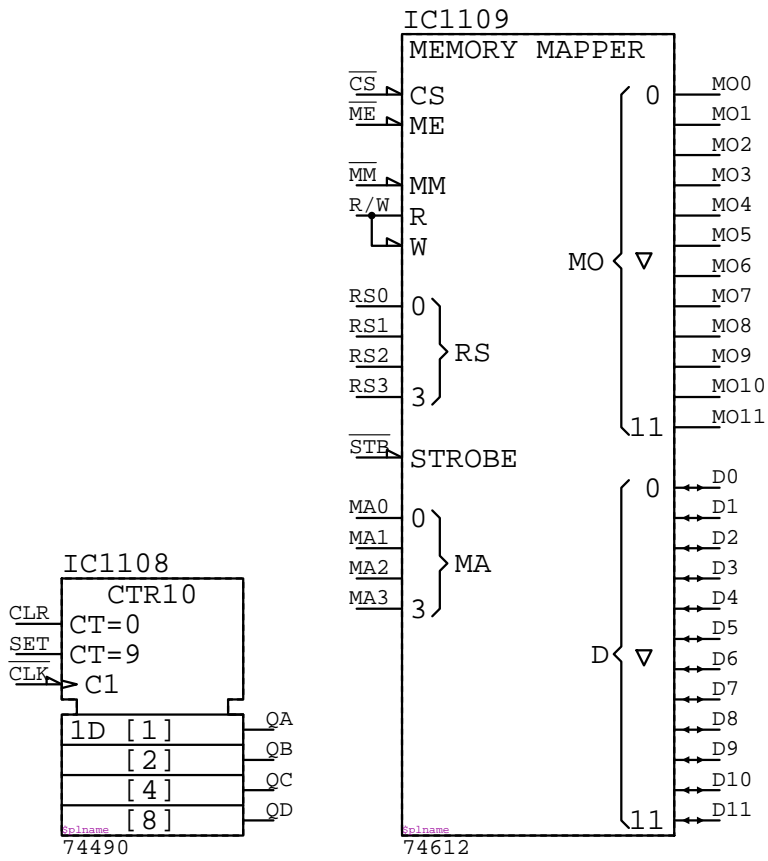 IC1109
MEMORY MAPPER
CS CS 0 MO0
ME ME MO1
MO2
MM MM MO3
R/W R MO4
W MO5
MO MO6
RS0 0 MO7
RS1 MO8
RS RS2 MO9
RS3 3 MO10
11 MO11
STB STROBE
0 D0
MA0 0 D1
MA1 D2
MA2 MA D3
MA3 3 D4
D5
D D6
D7
D8
D9
D10
11 D11
$plname
74612
IC1108
CTR10
CLR CT=0
SET CT=9
CLK C1
1D [1] QA
[2] QB
[4] QC
[8] QD
$plname
74490